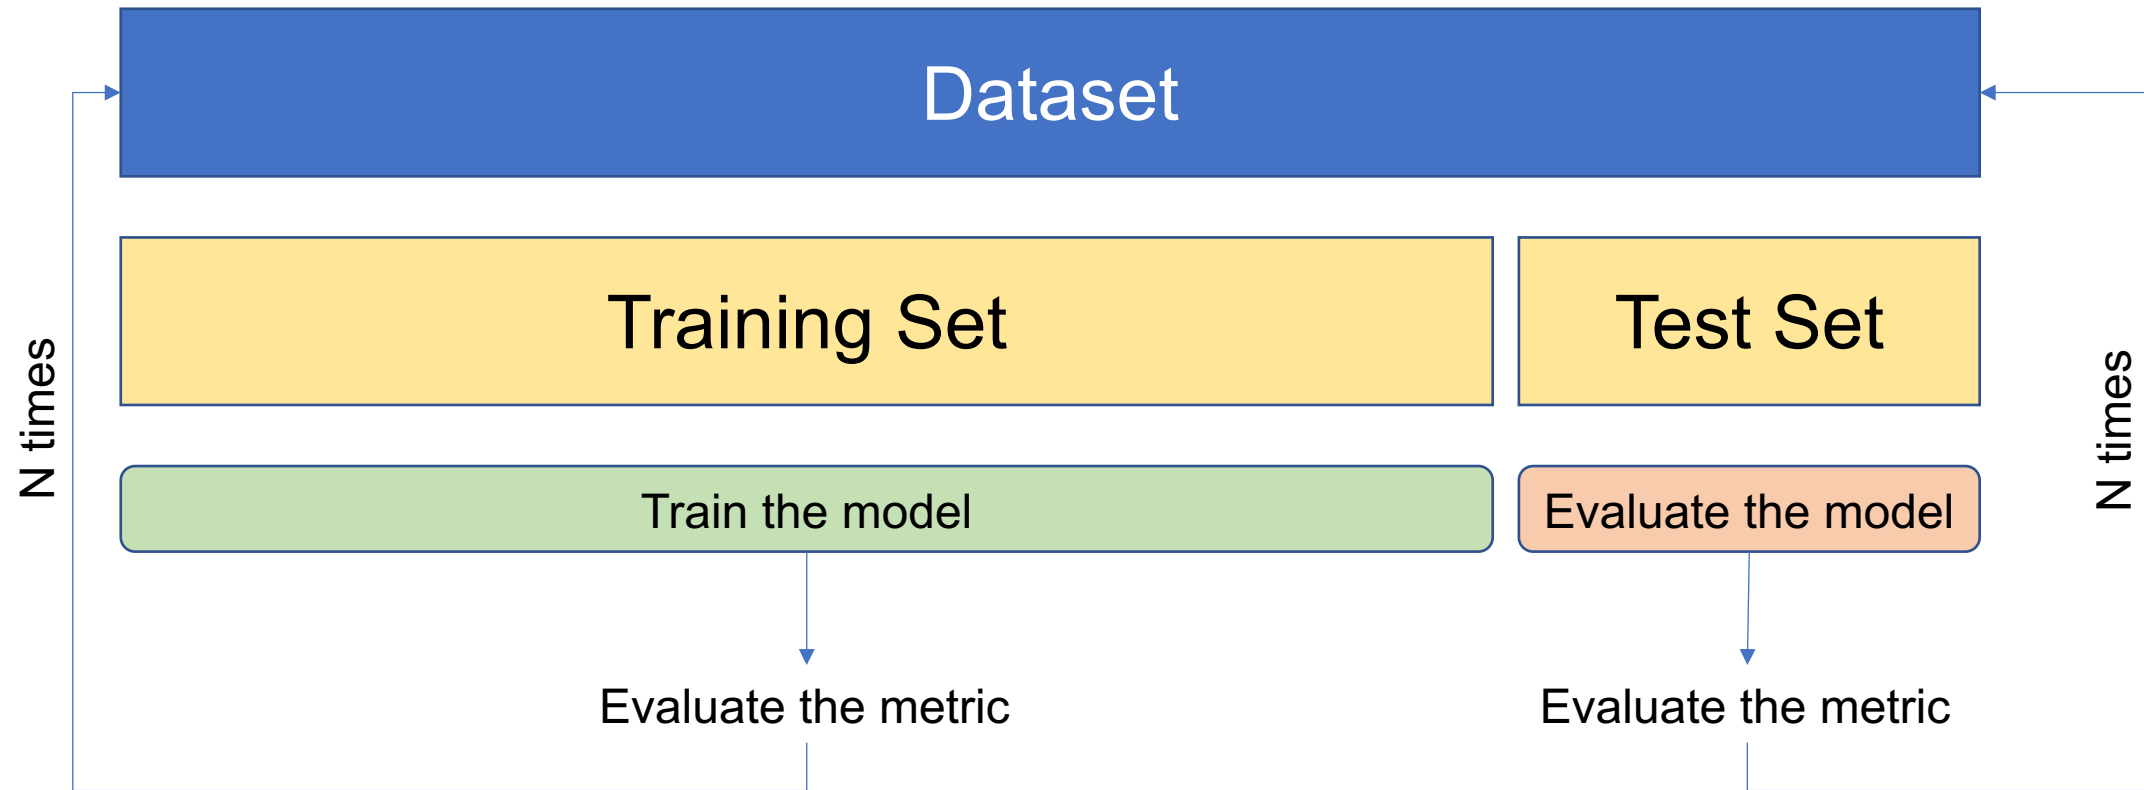 Dataset
Training Set
Test Set
N times
N times
Train the model
Evaluate the model
Evaluate the metric
Evaluate the metric